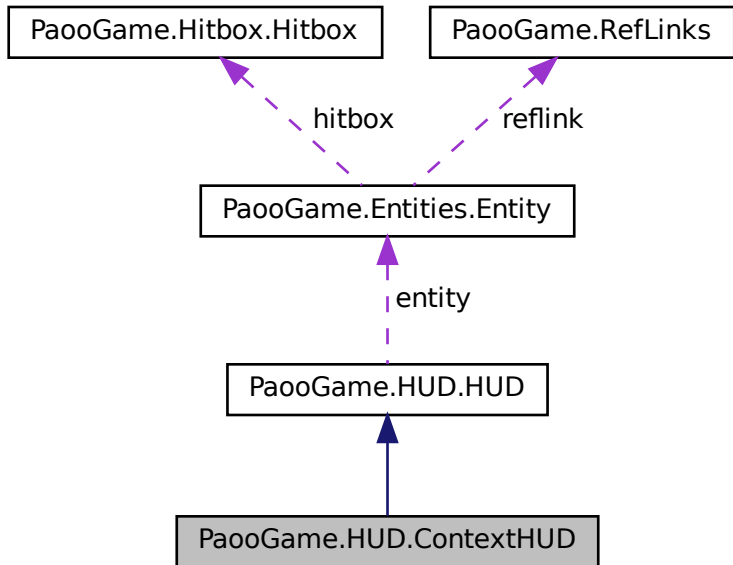 PaooGame.Hitbox.Hitbox
PaooGame.RefLinks
hitbox
reflink
PaooGame.Entities.Entity
entity
PaooGame.HUD.HUD
PaooGame.HUD.ContextHUD